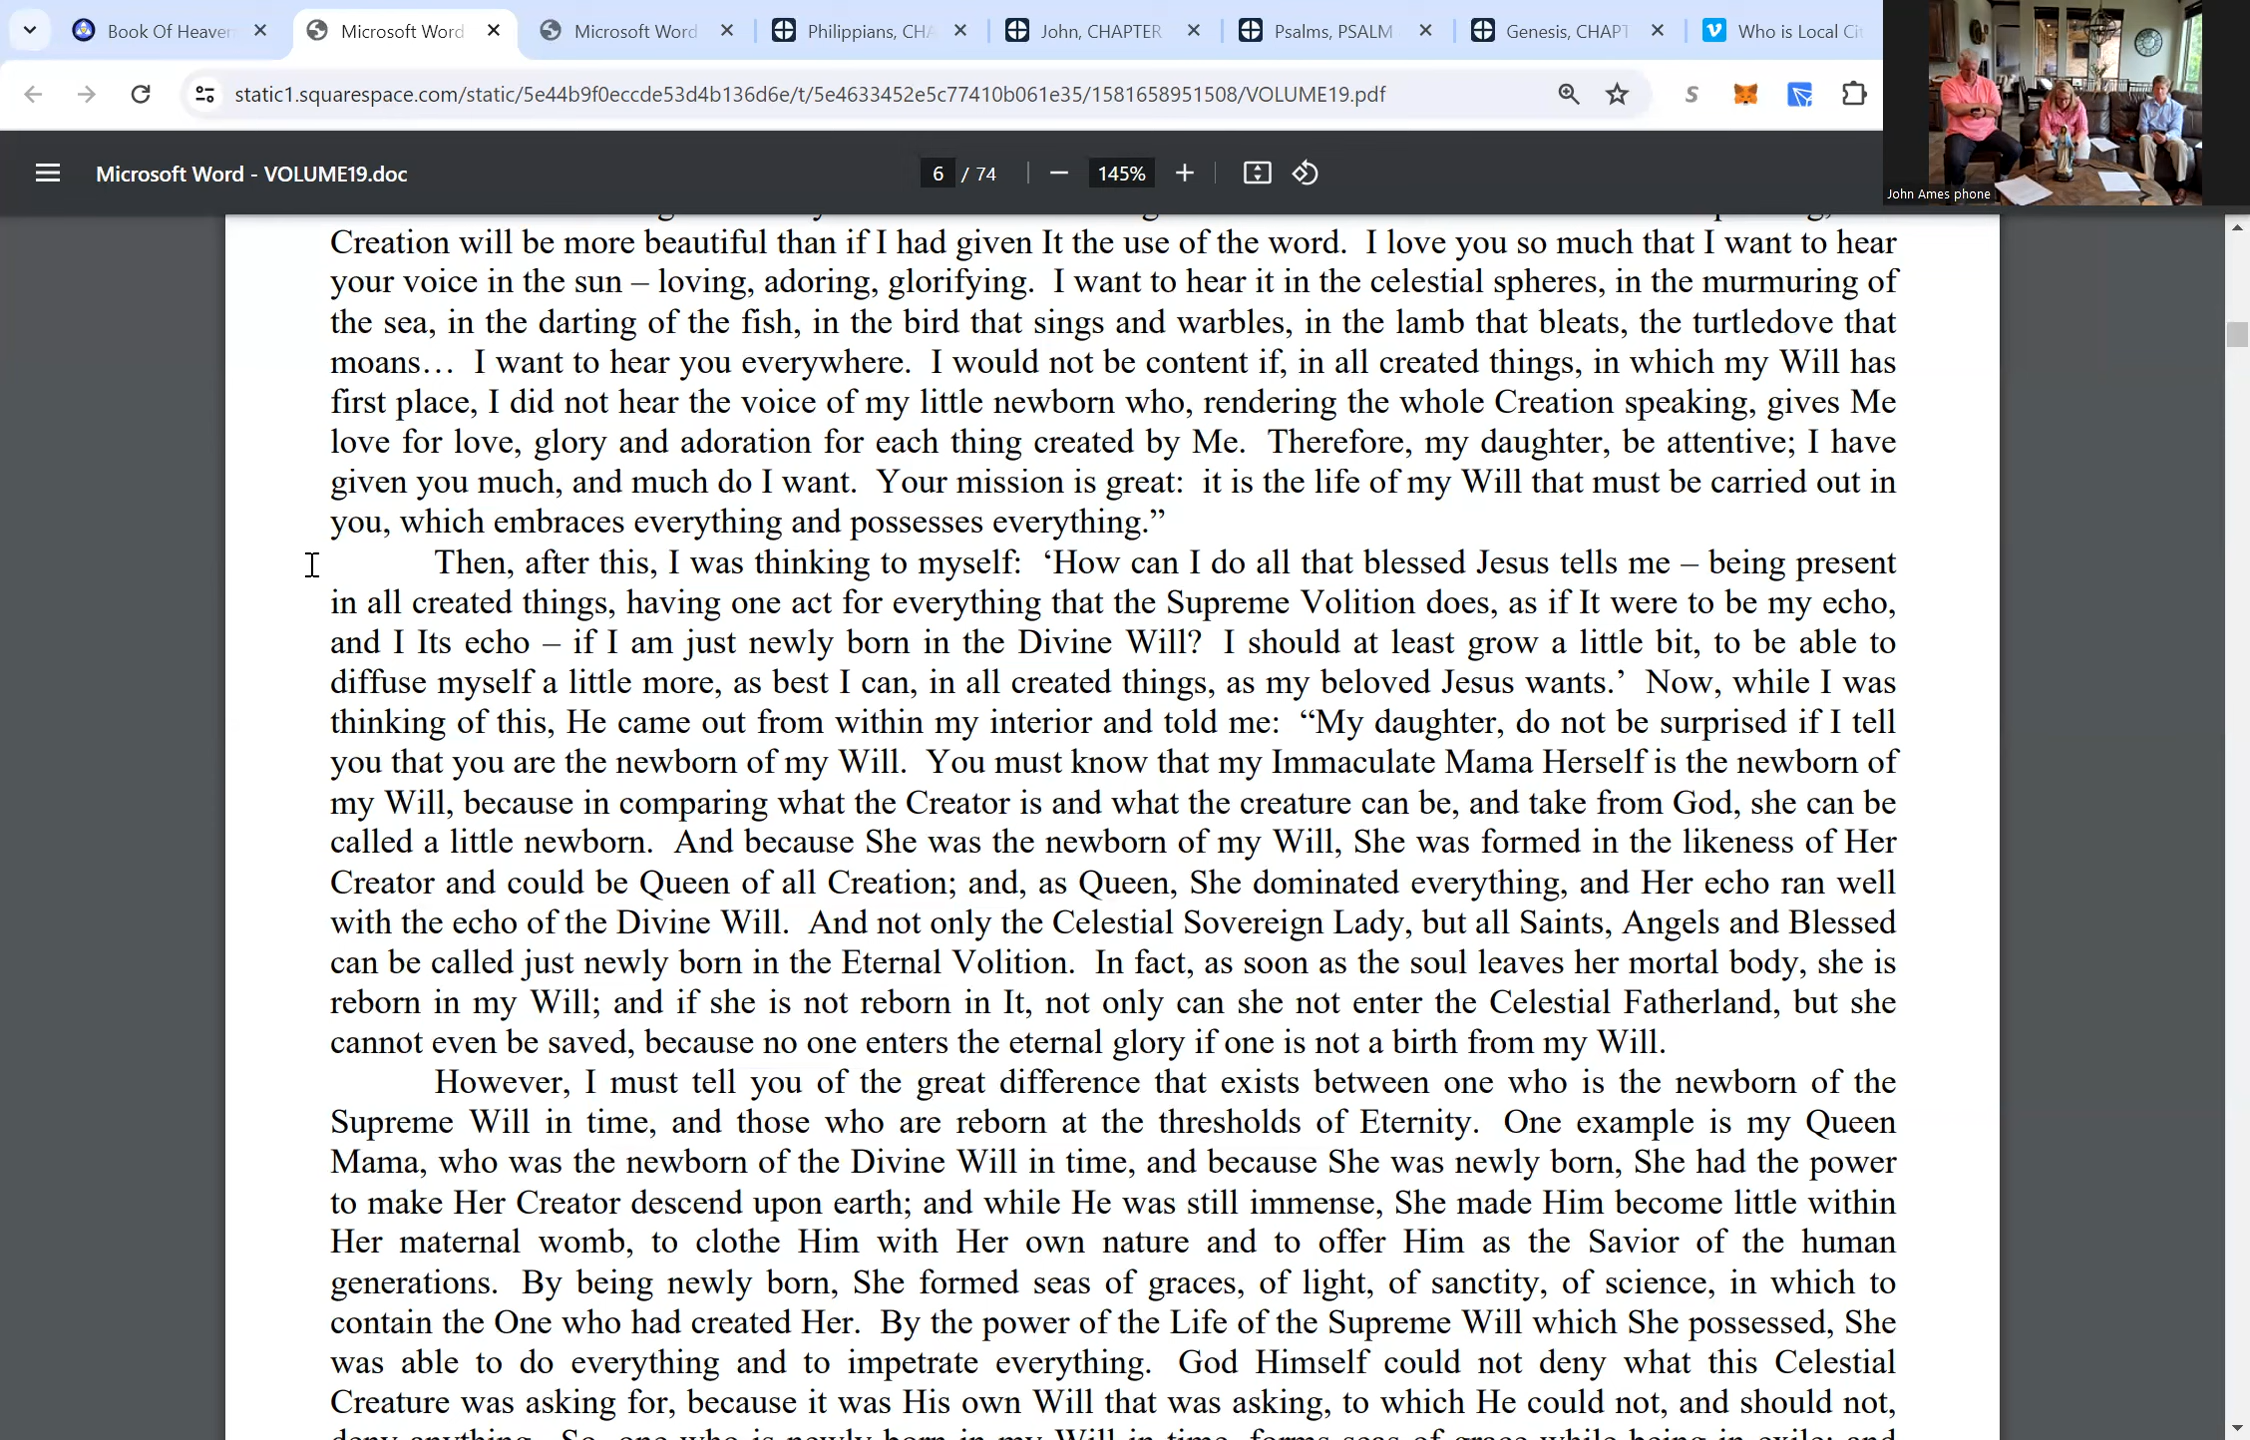 Book Of Heaven
Microsoft Word
Microsoft Word
Philippians, CHA
John, CHAPTER
Psalms, PSALM
Genesis, CHAPT
Who is Local Cit
static1.squarespace.com/static/5e44b9f0eccde53d4b136d6e/t/5e4633452e5c77410b061e35/1581658951508/VOLUME19.pdf
John Ames phone
Microsoft Word - VOLUME19.doc
6 / 74
145%
Creation will be more beautiful than if I had given It the use of the word. I love you so much that I want to hear
your voice in the sun – loving, adoring, glorifying. I want to hear it in the celestial spheres, in the murmuring of
the sea, in the darting of the fish, in the bird that sings and warbles, in the lamb that bleats, the turtledove that
moans… I want to hear you everywhere. I would not be content if, in all created things, in which my Will has
first place, I did not hear the voice of my little newborn who, rendering the whole Creation speaking, gives Me
love for love, glory and adoration for each thing created by Me. Therefore, my daughter, be attentive; I have
given you much, and much do I want. Your mission is great: it is the life of my Will that must be carried out in
you, which embraces everything and possesses everything.”
Then, after this, I was thinking to myself: ‘How can I do all that blessed Jesus tells me – being present
in all created things, having one act for everything that the Supreme Volition does, as if It were to be my echo,
and I Its echo – if I am just newly born in the Divine Will? I should at least grow a little bit, to be able to
diffuse myself a little more, as best I can, in all created things, as my beloved Jesus wants.’ Now, while I was
thinking of this, He came out from within my interior and told me: “My daughter, do not be surprised if I tell
you that you are the newborn of my Will. You must know that my Immaculate Mama Herself is the newborn of
my Will, because in comparing what the Creator is and what the creature can be, and take from God, she can be
called a little newborn. And because She was the newborn of my Will, She was formed in the likeness of Her
Creator and could be Queen of all Creation; and, as Queen, She dominated everything, and Her echo ran well
with the echo of the Divine Will. And not only the Celestial Sovereign Lady, but all Saints, Angels and Blessed
can be called just newly born in the Eternal Volition. In fact, as soon as the soul leaves her mortal body, she is
reborn in my Will; and if she is not reborn in It, not only can she not enter the Celestial Fatherland, but she
cannot even be saved, because no one enters the eternal glory if one is not a birth from my Will.
However, I must tell you of the great difference that exists between one who is the newborn of the
Supreme Will in time, and those who are reborn at the thresholds of Eternity. One example is my Queen
Mama, who was the newborn of the Divine Will in time, and because She was newly born, She had the power
to make Her Creator descend upon earth; and while He was still immense, She made Him become little within
Her maternal womb, to clothe Him with Her own nature and to offer Him as the Savior of the human
generations. By being newly born, She formed seas of graces, of light, of sanctity, of science, in which to
contain the One who had created Her. By the power of the Life of the Supreme Will which She possessed, She
was able to do everything and to impetrate everything. God Himself could not deny what this Celestial
Creature was asking for, because it was His own Will that was asking, to which He could not, and should not,
deny anything. So, one who is newly born in my Will in time, forms seas of grace while being in exile; and